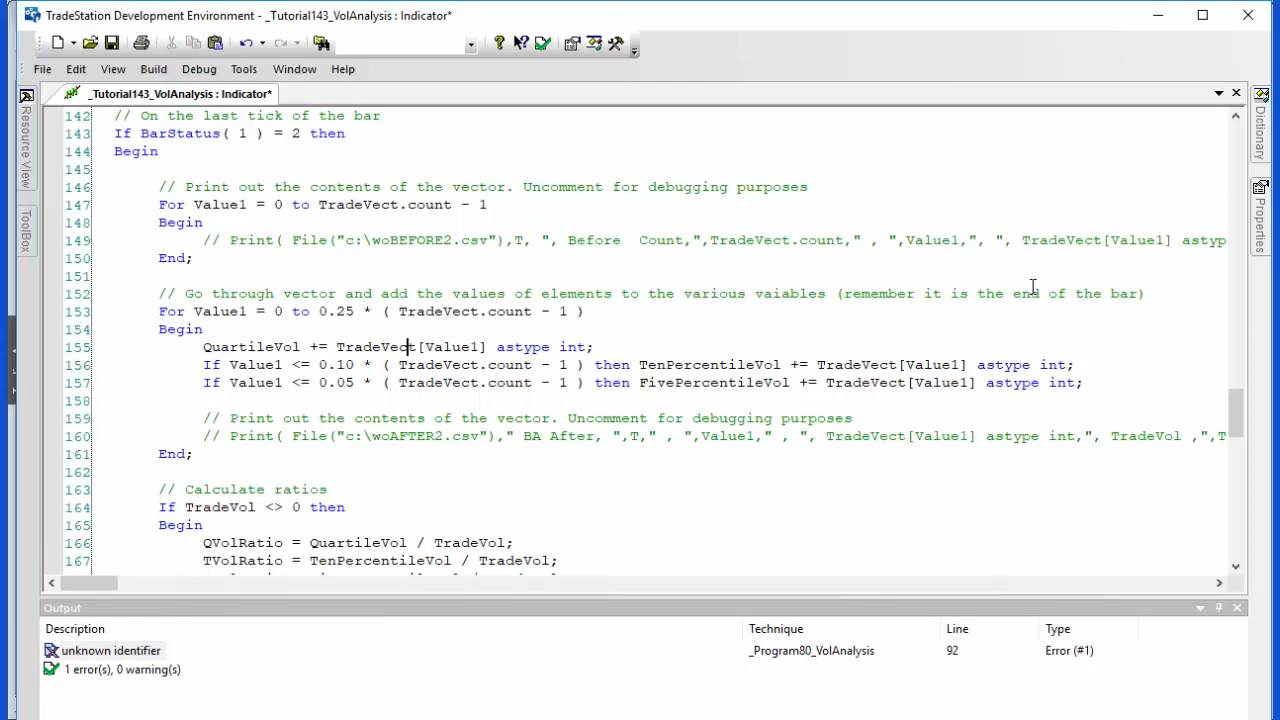 TradeStation Development Environment - _Tutorial143_VolAnalysis : Indicator*
File Edit View Build Debug Tools Window Help
_Tutorial143_VolAnalysis : Indicator*
Resource View
ToolBox
Dictionary
Properties
142 // On the last tick of the bar
143 If BarStatus( 1 ) = 2 then
144 Begin
145
146 // Print out the contents of the vector. Uncomment for debugging purposes
147 For Value1 = 0 to TradeVect.count - 1
148 Begin
149 // Print( File("c:\woBEFORE2.csv"),T, ", Before  Count,",TradeVect.count," , ",Value1,", ", TradeVect[Value1] astyp
150 End;
151
152 // Go through vector and add the values of elements to the various vaiables (remember it is the end of the bar)
153 For Value1 = 0 to 0.25 * ( TradeVect.count - 1 )
154 Begin
155 QuartileVol += TradeVect[Value1] astype int;
156 If Value1 <= 0.10 * ( TradeVect.count - 1 ) then TenPercentileVol += TradeVect[Value1] astype int;
157 If Value1 <= 0.05 * ( TradeVect.count - 1 ) then FivePercentileVol += TradeVect[Value1] astype int;
158
159 // Print out the contents of the vector. Uncomment for debugging purposes
160 // Print( File("c:\woAFTER2.csv")," BA After, ",T," , ",Value1," , ", TradeVect[Value1] astype int,", TradeVol ,",T
161 End;
162
163 // Calculate ratios
164 If TradeVol <> 0 then
165 Begin
166 QVolRatio = QuartileVol / TradeVol;
167 TVolRatio = TenPercentileVol / TradeVol;
Output
Description Technique Line Type
unknown identifier _Program80_VolAnalysis 92 Error (#1)
1 error(s), 0 warning(s)